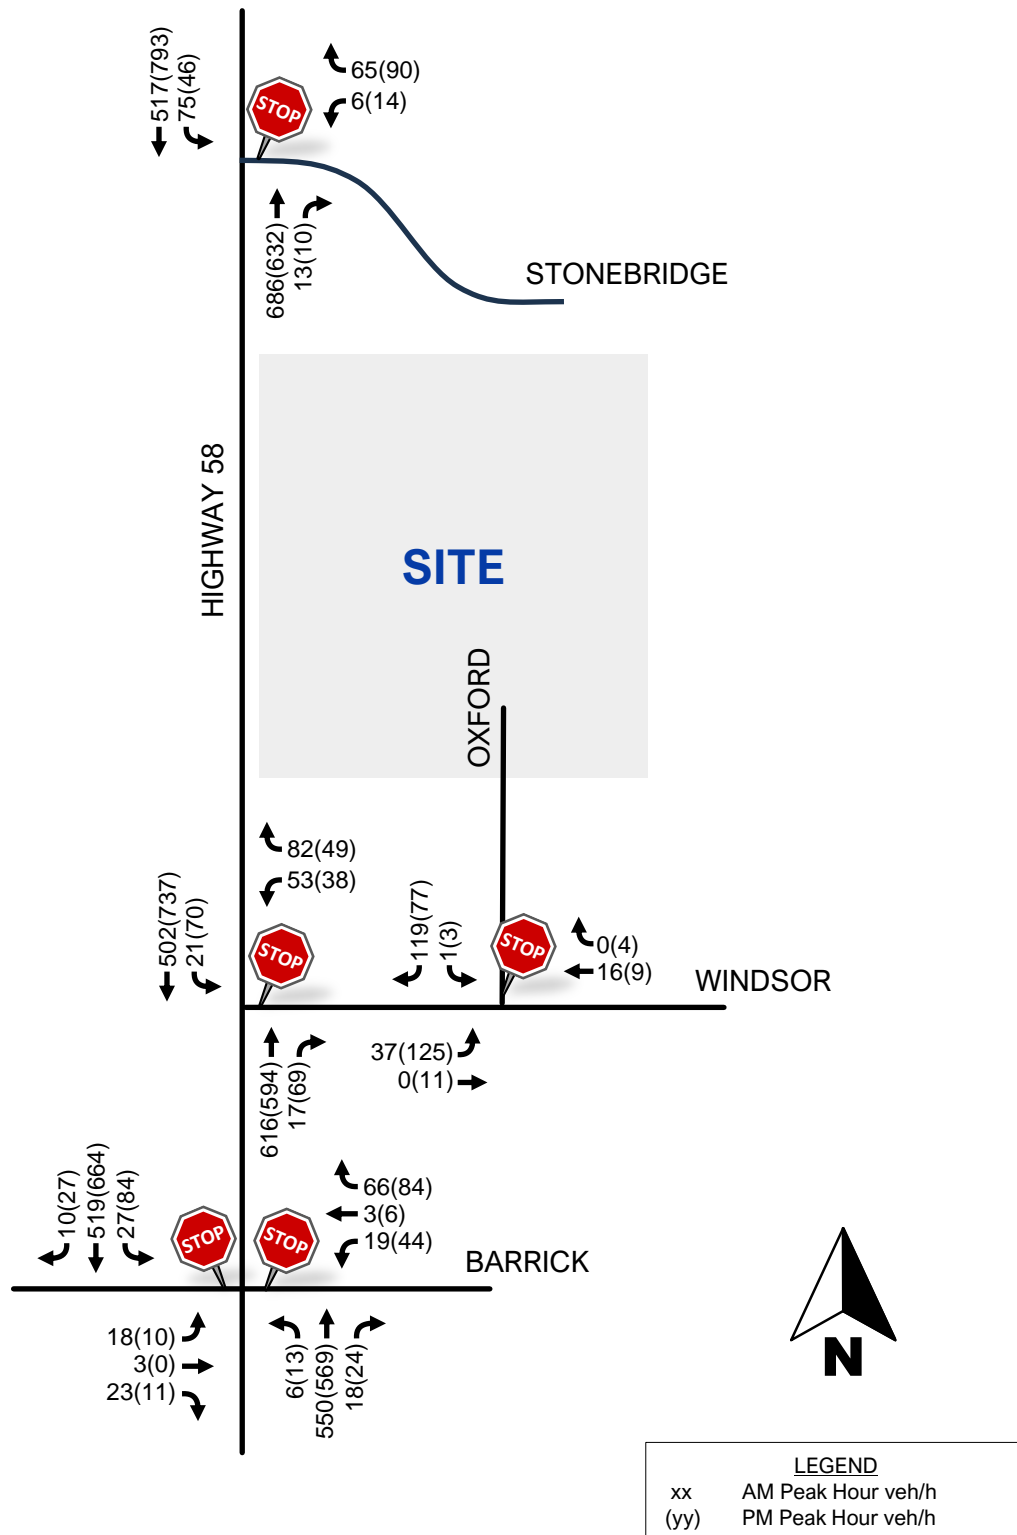 517(793)
75(46)
STOP
65(90)
6(14)
686(632)
13(10)
STONEBRIDGE
HIGHWAY 58
SITE
OXFORD
82(49)
53(38)
502(737)
21(70)
STOP
119(77)
1(3)
STOP
0(4)
16(9)
WINDSOR
616(594)
17(69)
37(125)
0(11)
10(27)
519(664)
27(84)
STOP
STOP
66(84)
3(6)
19(44)
BARRICK
18(10)
3(0)
23(11)
6(13)
550(569)
18(24)
N
LEGEND
xx AM Peak Hour veh/h
(yy) PM Peak Hour veh/h